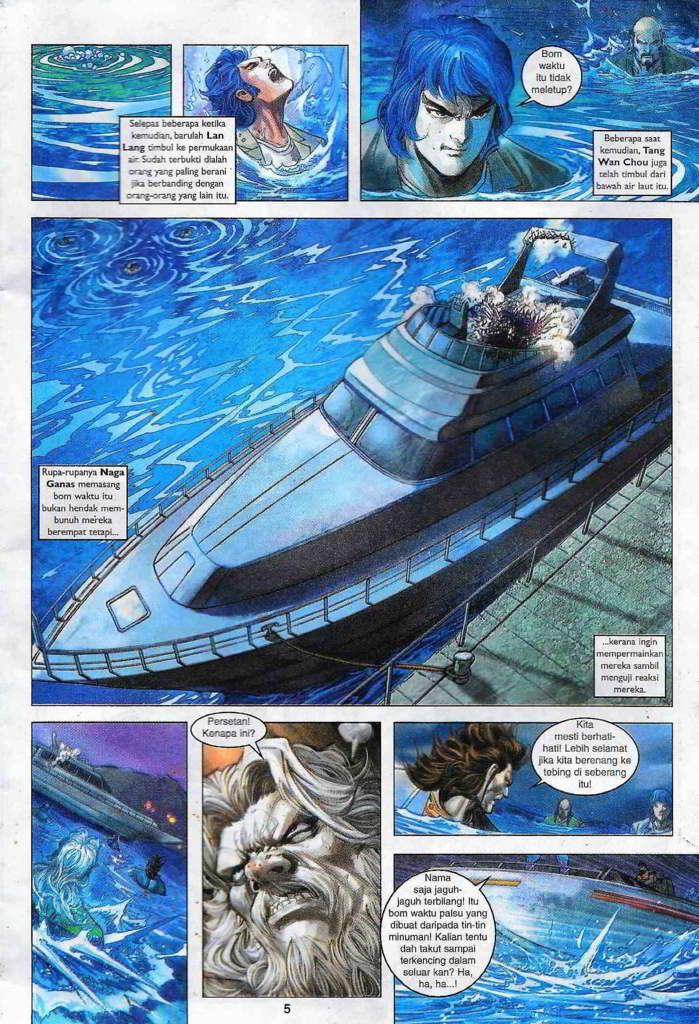 Selepas beberapa ketika
kemudian, barulah Lan
Lang timbul ke permukaan
air. Sudah terbukti dialah
orang yang paling berani
jika berbanding dengan
orang-orang yang lain itu.
Bom
waktu
itu tidak
meletup?
Beberapa saat
kemudian, Tang
Wan Chou juga
telah timbul dari
bawah air laut itu.
Rupa-rupanya Naga
Ganas memasang
bom waktu itu
bukan hendak mem-
bunuh mereka
berempat tetapi...
...kerana ingin
mempermainkan
mereka sambil
menguji reaksi
mereka.
Persetan!
Kenapa ini?
Kita
mesti berhati-
hati! Lebih selamat
jika kita berenang ke
tebing di seberang
itu!
Nama
saja jaguh-
jaguh terbilang! Itu
bom waktu palsu yang
dibuat daripada tin-tin
minuman! Kalian tentu
dah takut sampai
terkencing dalam
seluar kan? Ha,
ha, ha...!
5